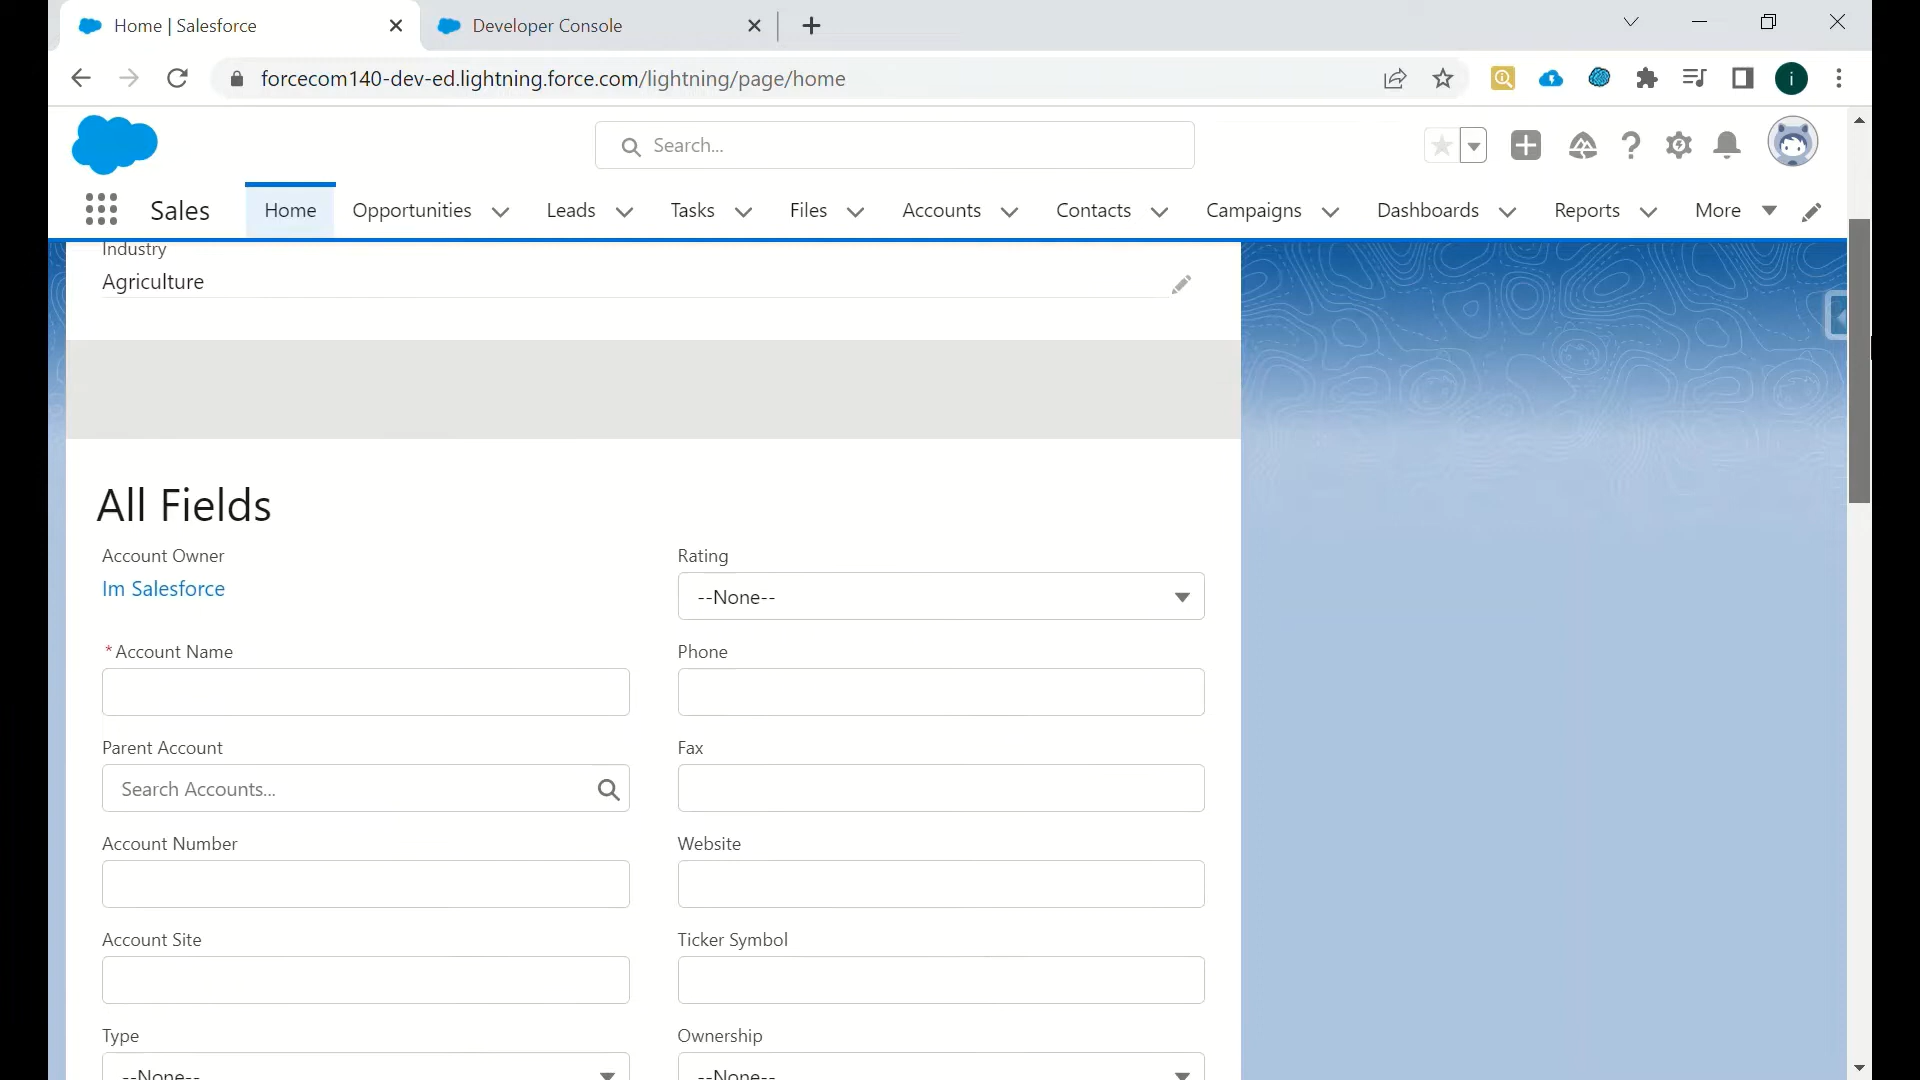 Home | Salesforce
Developer Console
forcecom140-dev-ed.lightning.force.com/lightning/page/home
i
Search...
Sales
Home
Opportunities
Leads
Tasks
Files
Accounts
Contacts
Campaigns
Dashboards
Reports
More
Industry
Agriculture
All Fields
Account Owner
Im Salesforce
Rating
--None--
*Account Name
Phone
Parent Account
Search Accounts...
Fax
Account Number
Website
Account Site
Ticker Symbol
Type
--None--
Ownership
--None--